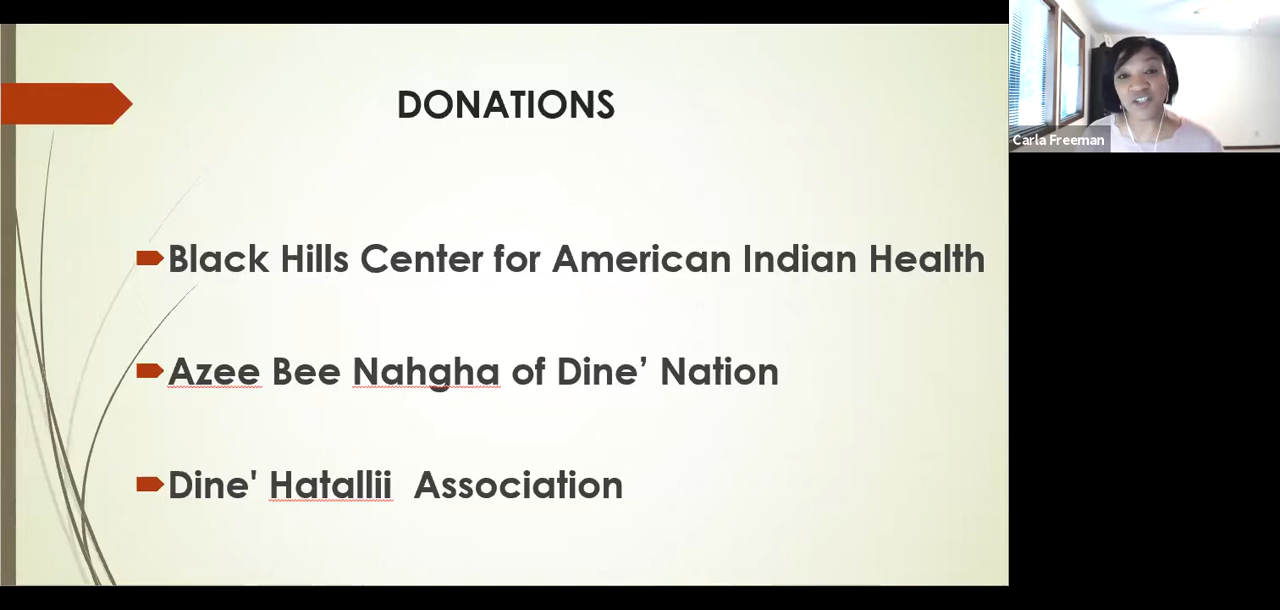 DONATIONS
Black Hills Center for American Indian Health
Azee Bee Nahgha of Dine’ Nation
Dine' Hatallii Association
Carla Freeman